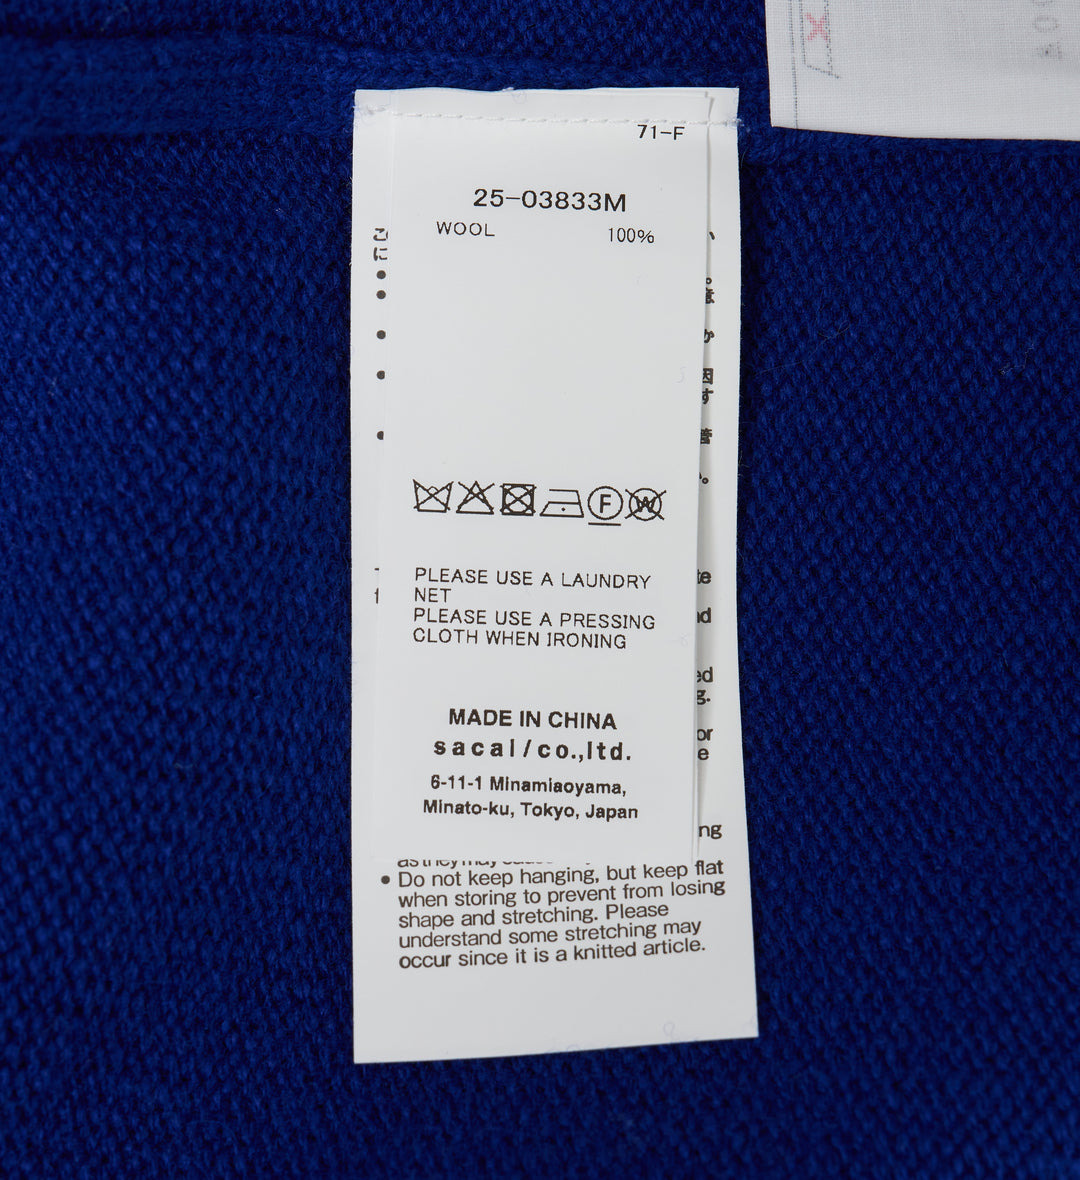 71-F
25-03833M
WOOL 100%
F
W
PLEASE USE A LAUNDRY
NET
PLEASE USE A PRESSING
CLOTH WHEN IRONING
MADE IN CHINA
sacai/co.,ltd.
6-11-1 Minamiaoyama,
Minato-ku, Tokyo, Japan
• Do not keep hanging, but keep flat
when storing to prevent from losing
shape and stretching. Please
understand some stretching may
occur since it is a knitted article.